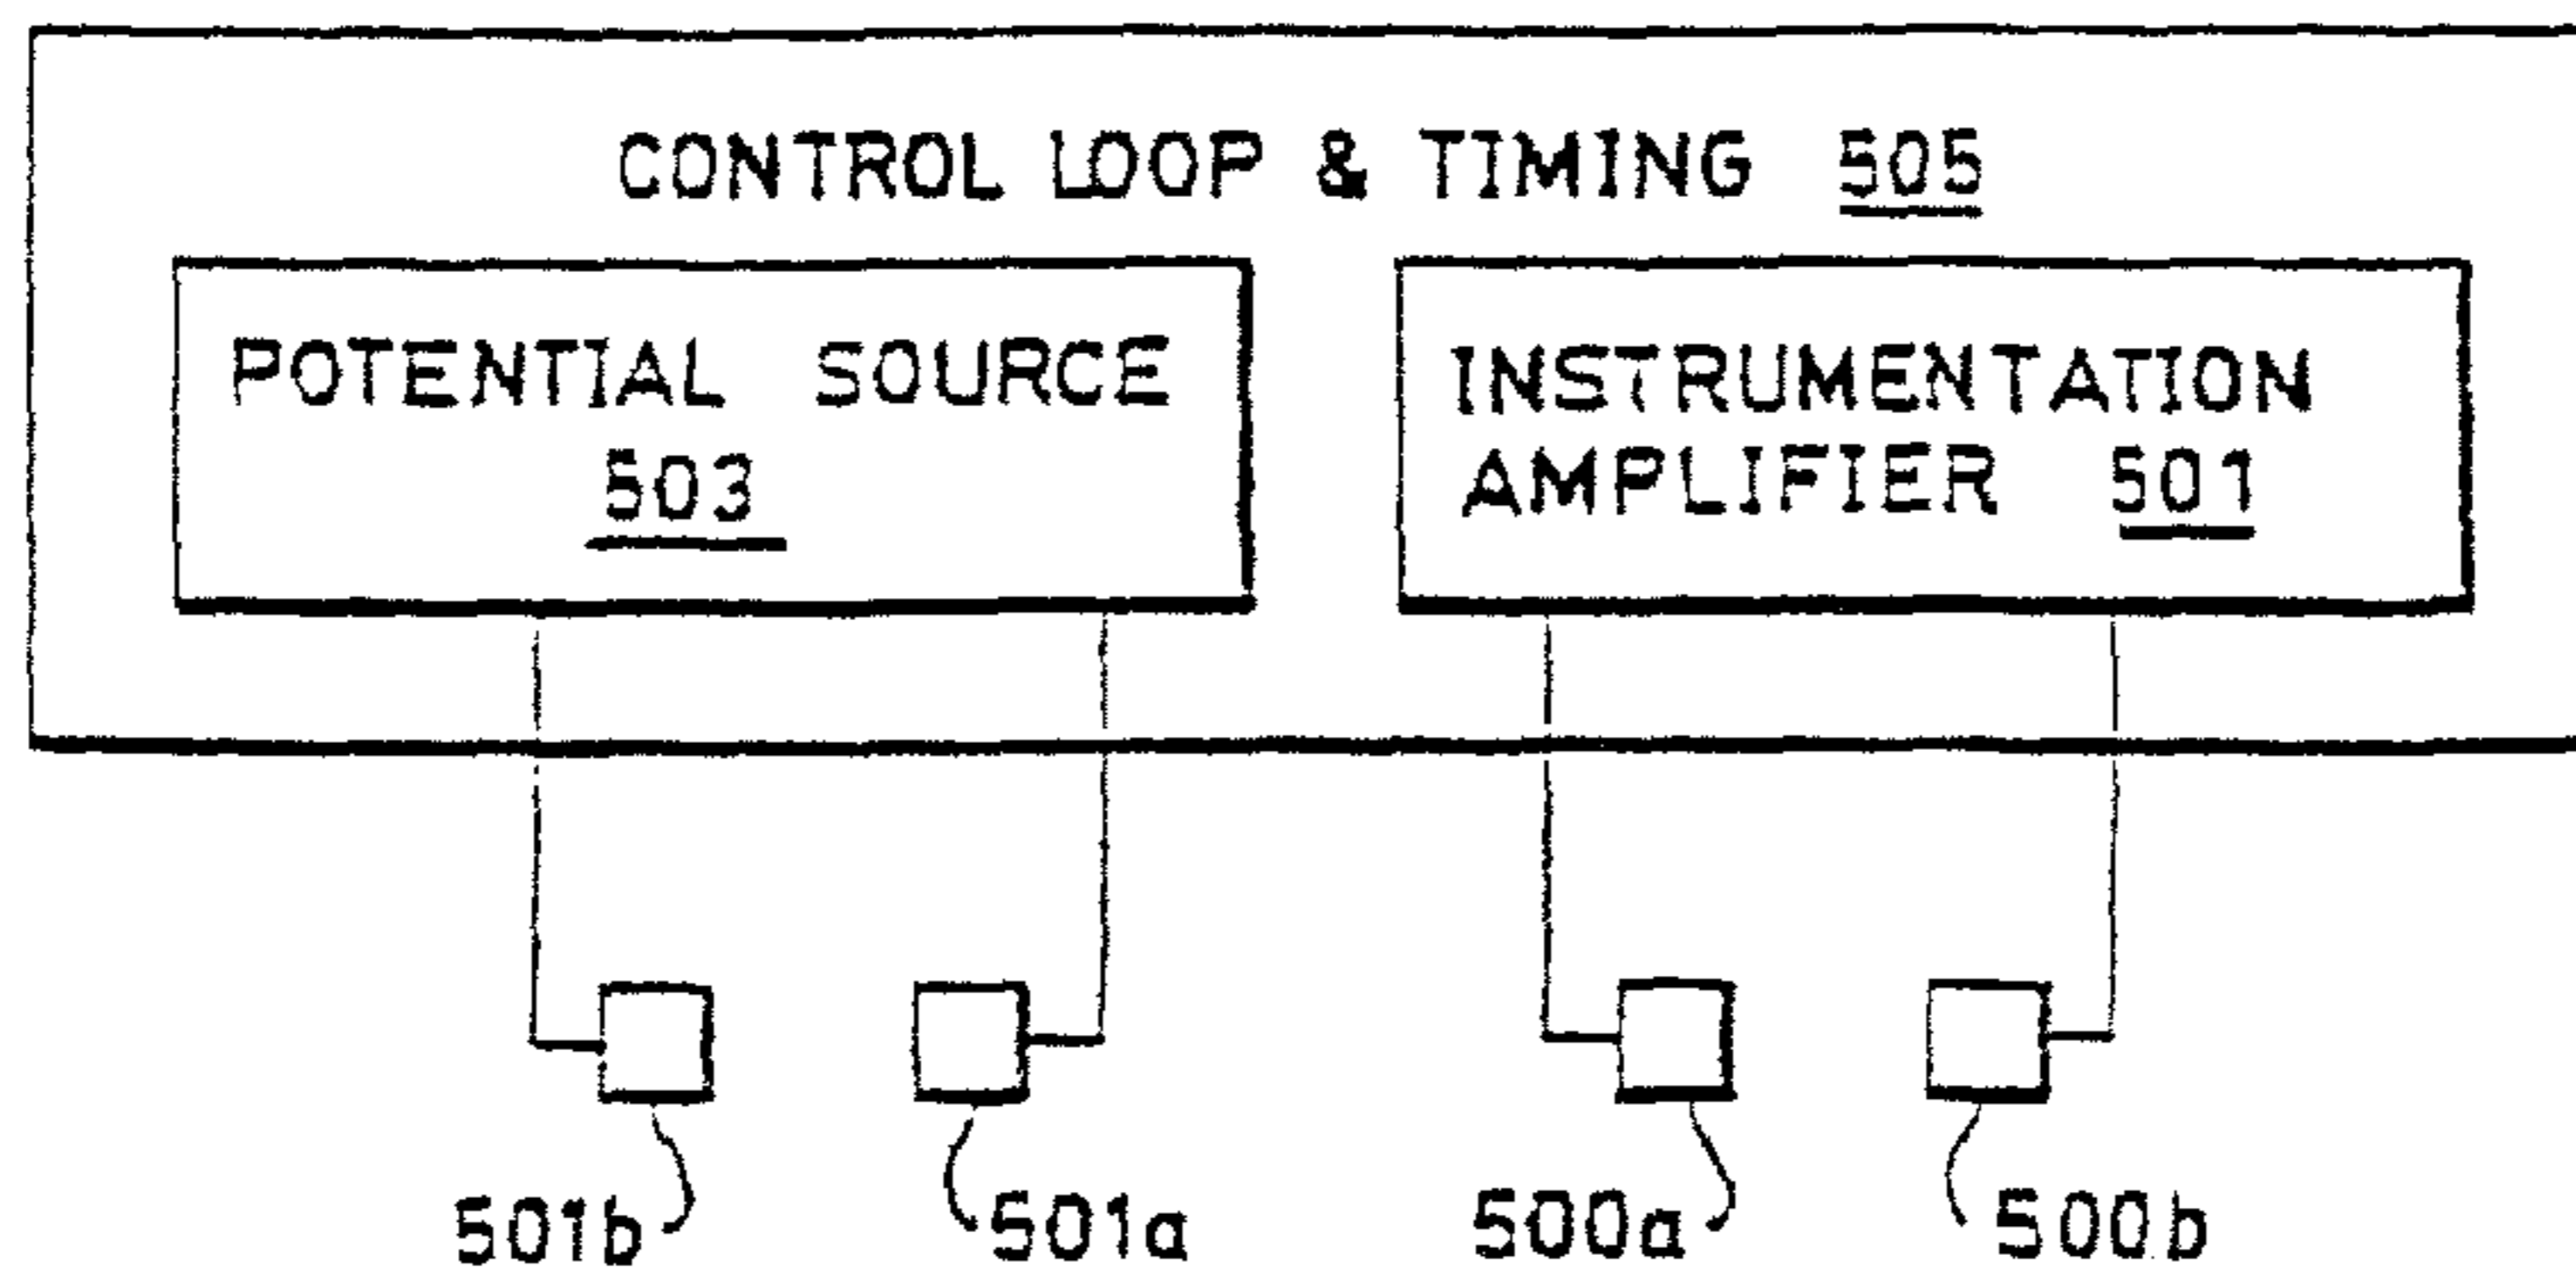 CONTROL LOOP & TIMING 505
POTENTIAL SOURCE
503
INSTRUMENTATION
AMPLIFIER 501
501b
501a
500a
500b